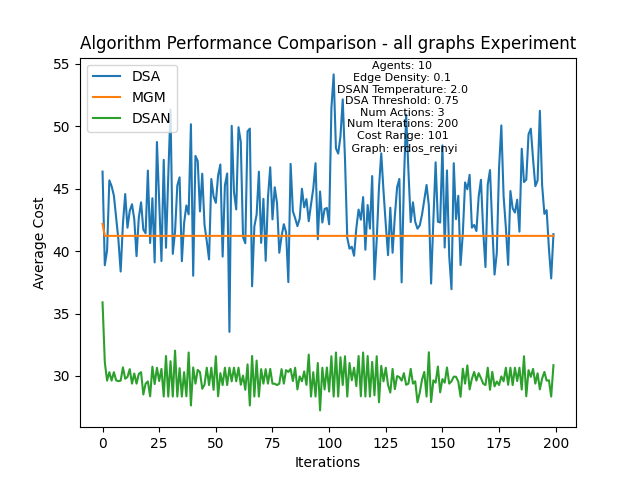 Algorithm Performance Comparison - all graphs Experiment
DSA
MGM
DSAN
Agents: 10
Edge Density: 0.1
DSAN Temperature: 2.0
DSA Threshold: 0.75
Num Actions: 3
Num Iterations: 200
Cost Range: 101
Graph: erdos_renyi
Average Cost
55
50
45
40
35
30
0 25 50 75 100 125 150 175 200
Iterations